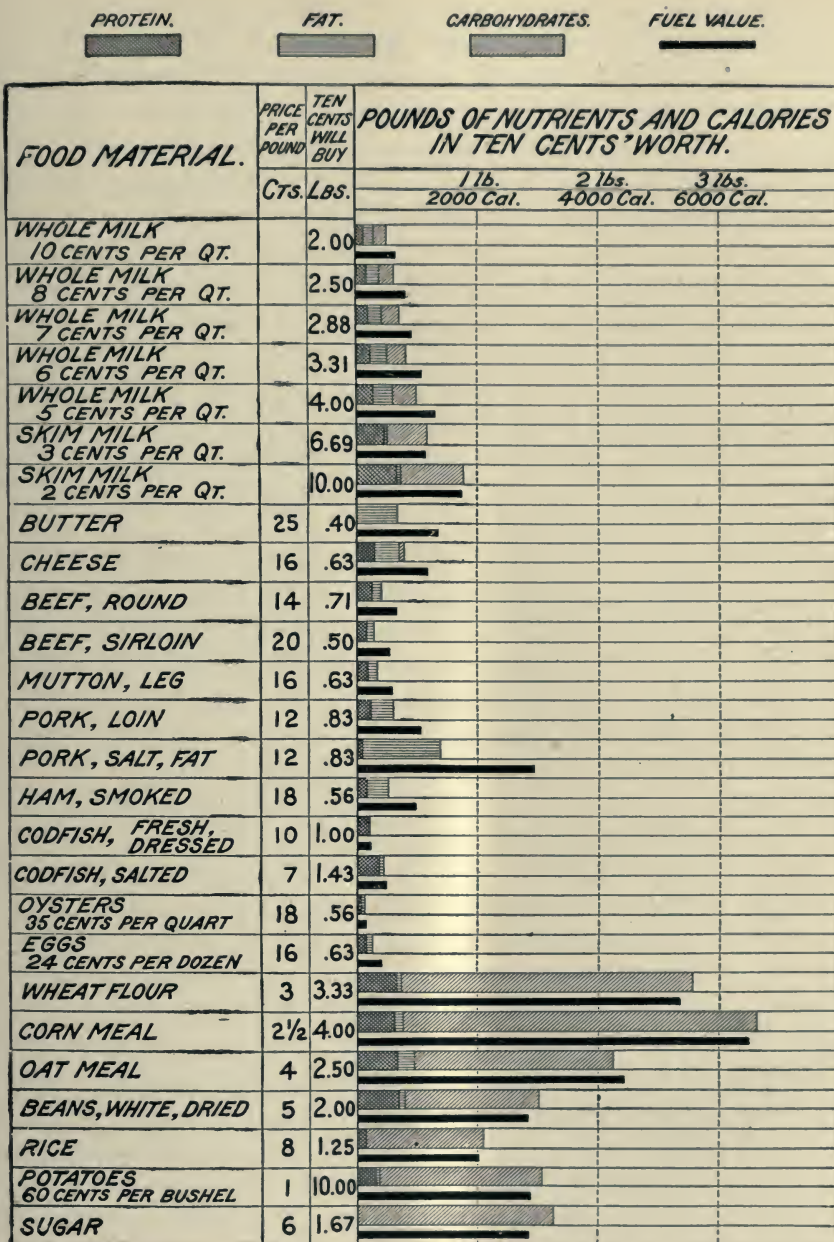 PROTEIN. FAT. CARBOHYDRATES. FUEL VALUE.
FOOD MATERIAL. PRICE PER POUND TEN CENTS WILL BUY POUNDS OF NUTRIENTS AND CALORIES IN TEN CENTS' WORTH.
CTS. LBS.
1 lb. 2 lbs. 3 lbs.
2000 Cal. 4000 Cal. 6000 Cal.
WHOLE MILK
10 CENTS PER QT. 2.00
WHOLE MILK
8 CENTS PER QT. 2.50
WHOLE MILK
7 CENTS PER QT. 2.88
WHOLE MILK
6 CENTS PER QT. 3.31
WHOLE MILK
5 CENTS PER QT. 4.00
SKIM MILK
3 CENTS PER QT. 6.69
SKIM MILK
2 CENTS PER QT. 10.00
BUTTER 25 .40
CHEESE 16 .63
BEEF, ROUND 14 .71
BEEF, SIRLOIN 20 .50
MUTTON, LEG 16 .63
PORK, LOIN 12 .83
PORK, SALT, FAT 12 .83
HAM, SMOKED 18 .56
CODFISH, FRESH, DRESSED 10 1.00
CODFISH, SALTED 7 1.43
OYSTERS
35 CENTS PER QUART 18 .56
EGGS
24 CENTS PER DOZEN 16 .63
WHEAT FLOUR 3 3.33
CORN MEAL 2½ 4.00
OAT MEAL 4 2.50
BEANS, WHITE, DRIED 5 2.00
RICE 8 1.25
POTATOES
60 CENTS PER BUSHEL 1 10.00
SUGAR 6 1.67